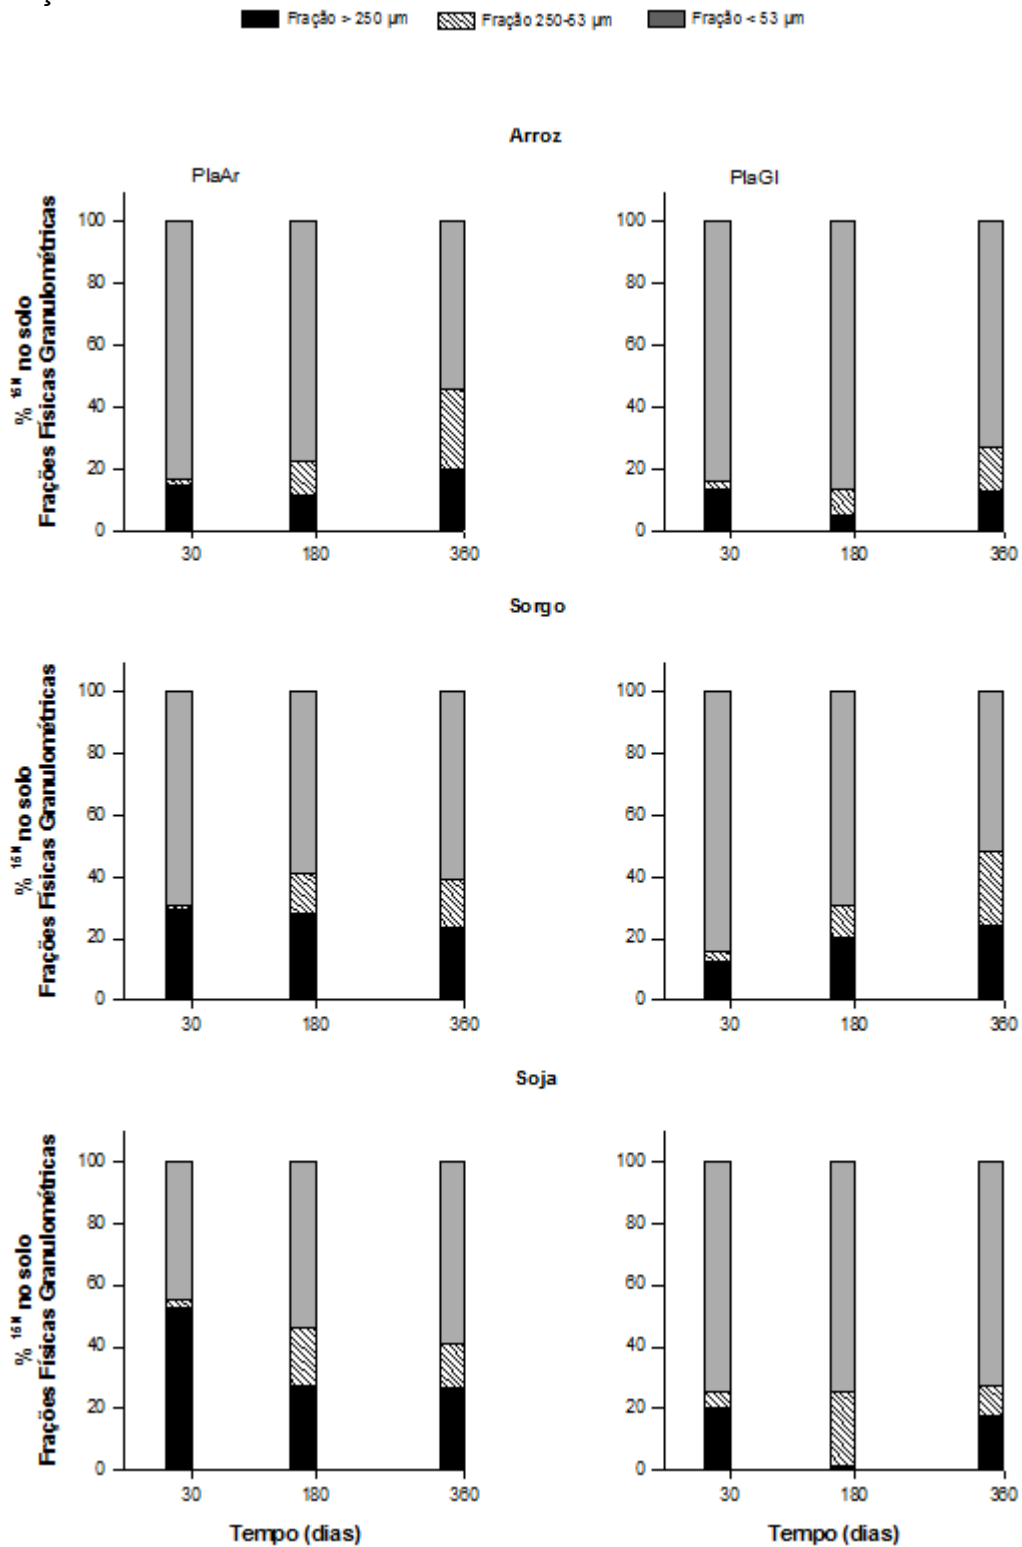 Fração > 250 µm Fração 250-53 µm Fração < 53 µm
Arroz
PlaAr PlaGl
% 15 N no solo
Frações Físicas Granulométricas
100 80 60 40 20 0
30 180 360
100 80 60 40 20 0
30 180 360
Sorgo
% 15 N no solo
Frações Físicas Granulométricas
100 80 60 40 20 0
30 180 360
100 80 60 40 20 0
30 180 360
Soja
% 15 N no solo
Frações Físicas Granulométricas
100 80 60 40 20 0
30 180 360
100 80 60 40 20 0
30 180 360
Tempo (dias) Tempo (dias)